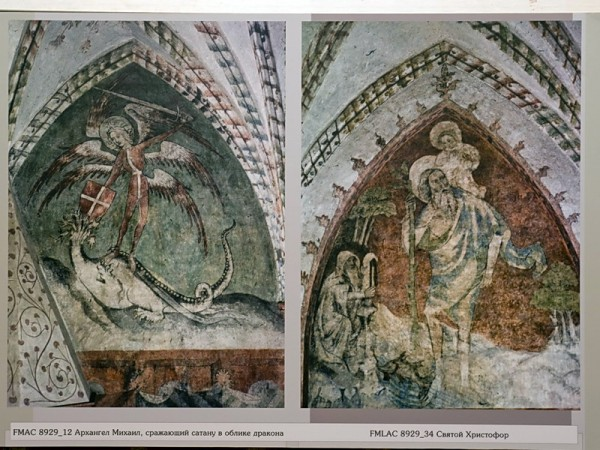 FMAC 8929_12 Архангел Михаил, сражающий сатану в облике дракона
FMLAC 8929_34 Святой Христофор